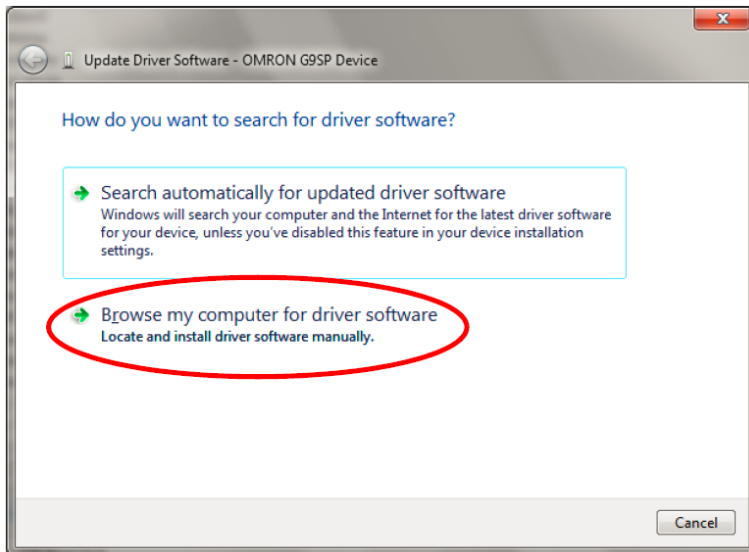 Update Driver Software - OMRON G9SP Device
How do you want to search for driver software?
Search automatically for updated driver software
Windows will search your computer and the Internet for the latest driver software
for your device, unless you've disabled this feature in your device installation
settings.
Browse my computer for driver software
Locate and install driver software manually.
Cancel